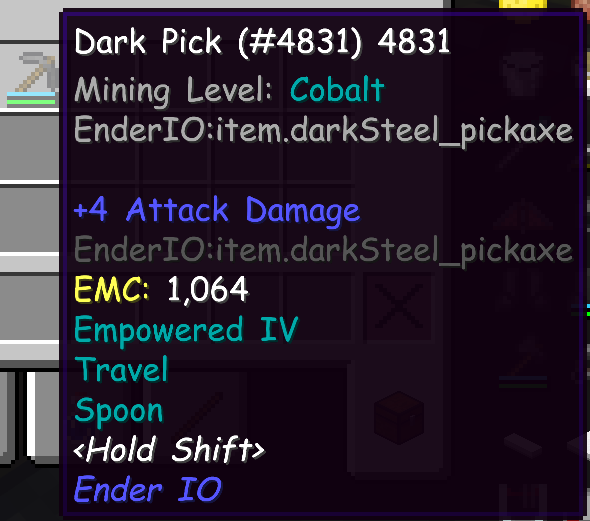 Dark Pick (#4831) 4831
Mining Level: Cobalt
EnderIO:item.darkSteel_pickaxe
+4 Attack Damage
EnderIO:item.darkSteel_pickaxe
EMC: 1,064
Empowered IV
Travel
Spoon
<Hold Shift>
Ender IO